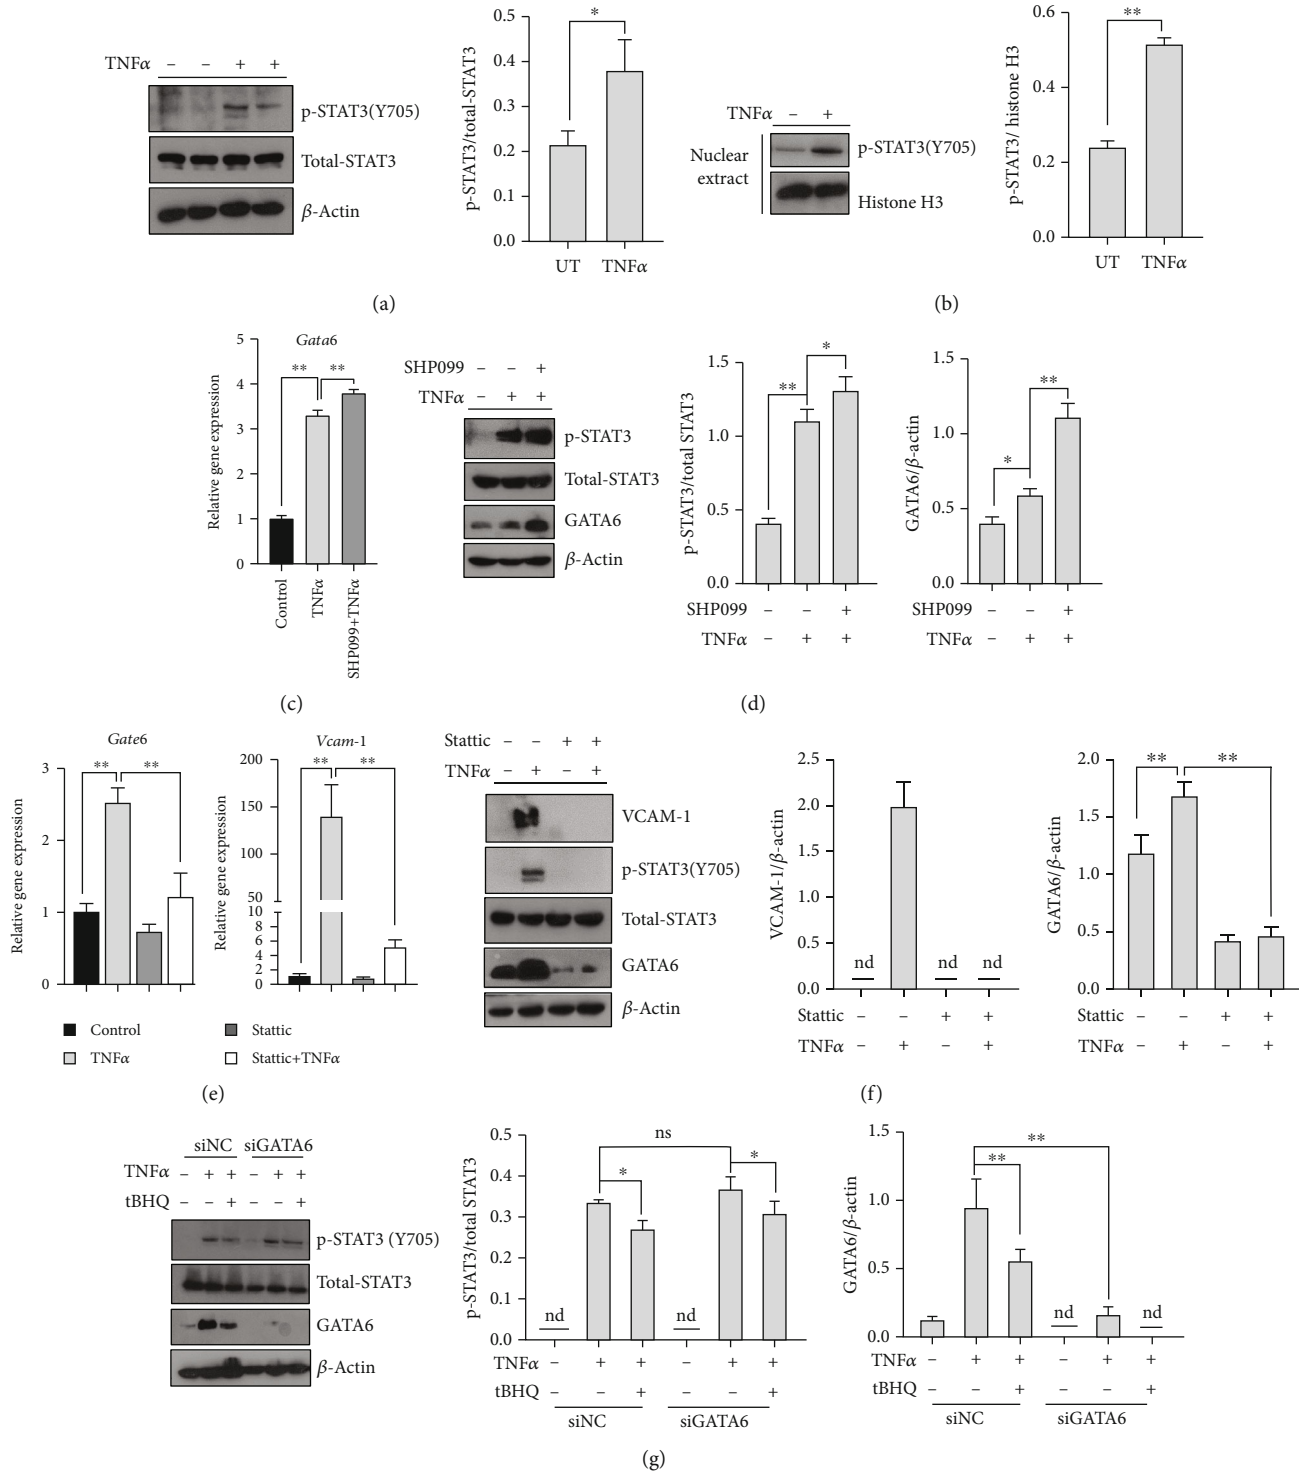 TNFα – – + +
p-STAT3(Y705)
Total-STAT3
β-Actin
p-STAT3/total-STAT3
0.5
0.4
0.3
0.2
0.1
0.0
*
UT TNFα
(a)
TNFα – +
Nuclear
extract
p-STAT3(Y705)
Histone H3
p-STAT3/ histone H3
0.6
0.4
0.2
0.0
**
UT TNFα
(b)
Gata6
Relative gene expression
5
4
3
2
1
0
** **
Control
TNFα
SHP099+TNFα
(c)
SHP099 – – +
TNFα – + +
p-STAT3
Total-STAT3
GATA6
β-Actin
p-STAT3/total STAT3
1.5
1.0
0.5
0.0
** *
SHP099 – – +
TNFα – + +
GATA6/β-actin
1.5
1.0
0.5
0.0
* **
SHP099 – – +
TNFα – + +
(d)
Gate6
Relative gene expression
3
2
1
0
** **
Vcam-1
Relative gene expression
200
150
100
50
10
8
6
4
2
0
** **
Control
TNFα
Stattic
Stattic+TNFα
(e)
Stattic – – + +
TNFα – + – +
VCAM-1
p-STAT3(Y705)
Total-STAT3
GATA6
β-Actin
VCAM-1/β-actin
2.5
2.0
1.5
1.0
0.5
0.0
nd nd nd
Stattic – – + +
TNFα – + – +
GATA6/β-actin
2.0
1.5
1.0
0.5
0.0
** **
Stattic – – + +
TNFα – + – +
(f)
siNC siGATA6
TNFα – + + – + +
tBHQ – – + – – +
p-STAT3 (Y705)
Total-STAT3
GATA6
β-Actin
p-STAT3/total STAT3
0.5
0.4
0.3
0.2
0.1
0.0
ns
* *
nd nd
TNFα – + + – + +
tBHQ – – + – – +
siNC siGATA6
GATA6/β-actin
1.5
1.0
0.5
0.0
**
**
nd nd
TNFα – + + – + +
tBHQ – – + – – +
siNC siGATA6
(g)